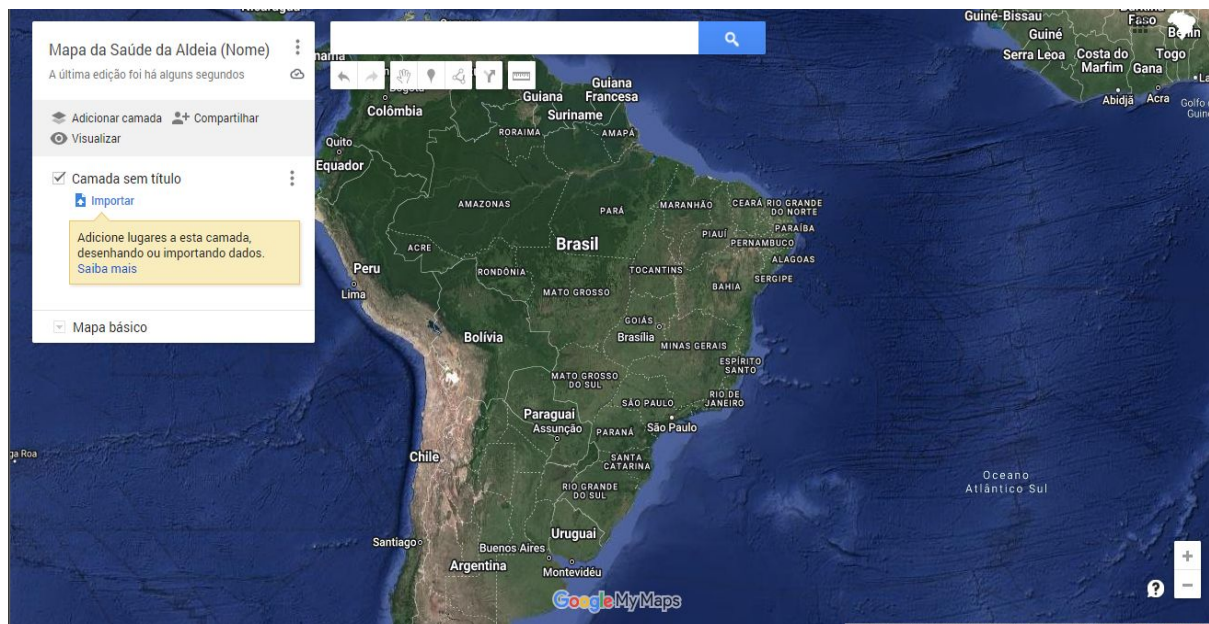 Mapa da Saúde da Aldeia (Nome)
A última edição foi há alguns segundos
Adicionar camada
Compartilhar
Visualizar
Camada sem título
Importar
Adicione lugares a esta camada,
desenhando ou importando dados.
Saiba mais
Mapa básico
Guiné-Bissau
Guiné
Serra Leoa
Costa do
Marfim
Gana
Togo
Faso
Abidjã
Acra
Golfo
Colômbia
Guiana
Guiana
Francesa
Suriname
RORAIMA
AMAPÁ
Quito
Equador
AMAZONAS
PARÁ
MARANHÃO
CEARÁ
RIO GRANDE
DO NORTE
PARAÍBA
PIAUÍ
PERNAMBUCO
ALAGOAS
SERGIPE
ACRE
Brasil
Peru
Lima
RONDÔNIA
TOCANTINS
BAHIA
MATO GROSSO
GOIÁS
Brasília
Bolívia
MINAS GERAIS
ESPÍRITO
SANTO
MATO GROSSO
DO SUL
RIO DE
JANEIRO
SÃO PAULO
São Paulo
Paraguai
Assunção
PARANÁ
Chile
SANTA
CATARINA
RIO GRANDE
DO SUL
Oceano
Atlântico Sul
Uruguai
Santiago
Buenos Aires
Argentina
Montevidéu
Google My Maps